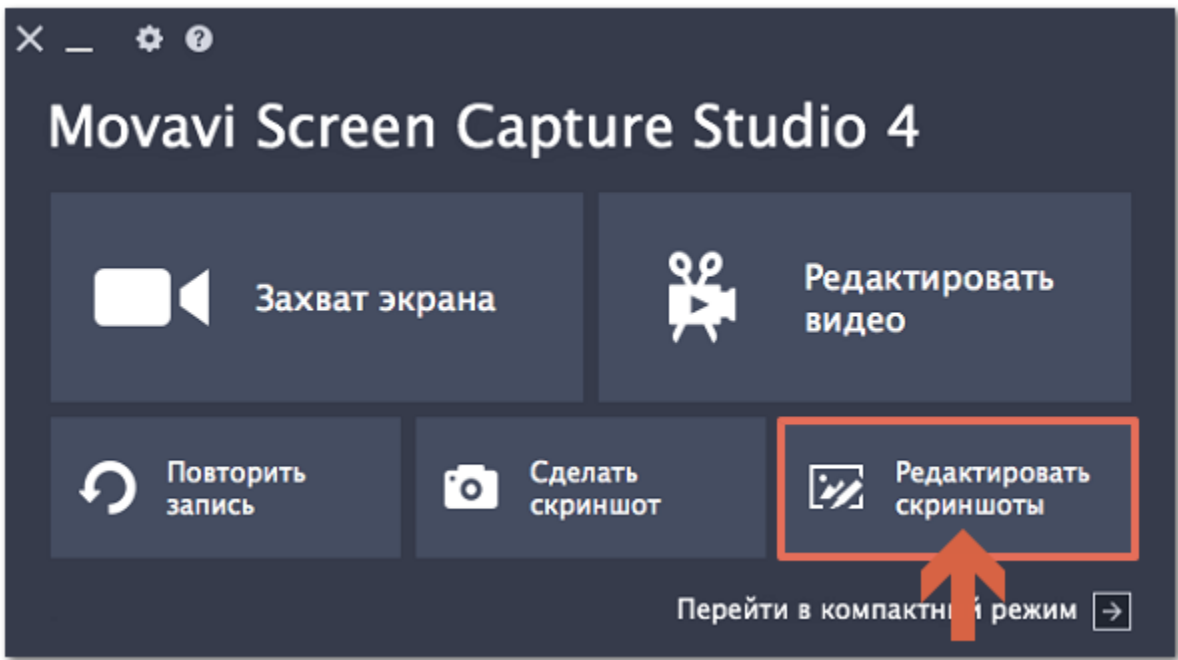 Movavi Screen Capture Studio 4
Захват экрана
Редактировать
видео
Повторить
запись
Сделать
скриншот
Редактировать
скриншоты
Перейти в компактный режим